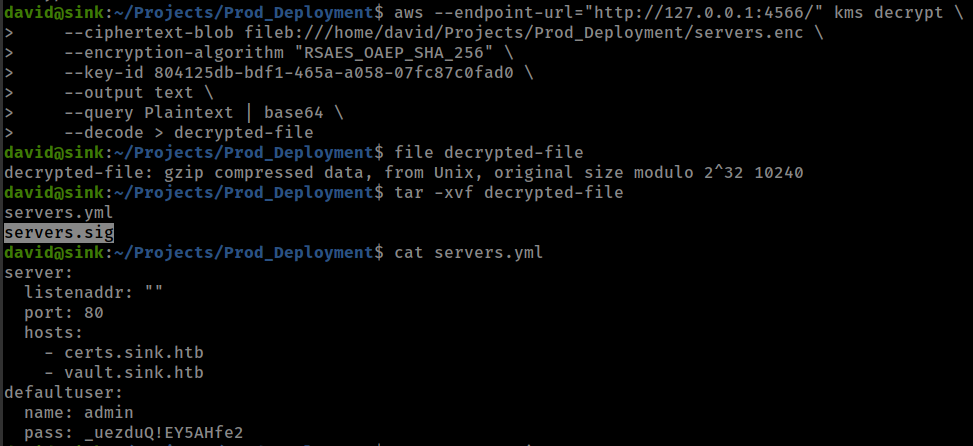 david@sink:~/Projects/Prod_Deployment$ aws --endpoint-url="http://127.0.0.1:4566/" kms decrypt \
>     --ciphertext-blob fileb:///home/david/Projects/Prod_Deployment/servers.enc \
>     --encryption-algorithm "RSAES_OAEP_SHA_256" \
>     --key-id 804125db-bdf1-465a-a058-07fc87c0fad0 \
>     --output text \
>     --query Plaintext | base64 \
>     --decode > decrypted-file
david@sink:~/Projects/Prod_Deployment$ file decrypted-file
decrypted-file: gzip compressed data, from Unix, original size modulo 2^32 10240
david@sink:~/Projects/Prod_Deployment$ tar -xvf decrypted-file
servers.yml
servers.sig
david@sink:~/Projects/Prod_Deployment$ cat servers.yml
server:
  listenaddr: ""
  port: 80
  hosts:
    - certs.sink.htb
    - vault.sink.htb
defaultuser:
  name: admin
  pass: _uezduQ!EY5AHfe2